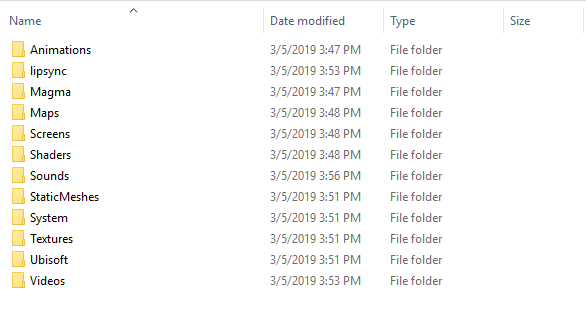 Name Date modified Type Size
Animations 3/5/2019 3:47 PM File folder
lipsync 3/5/2019 3:53 PM File folder
Magma 3/5/2019 3:47 PM File folder
Maps 3/5/2019 3:48 PM File folder
Screens 3/5/2019 3:48 PM File folder
Shaders 3/5/2019 3:48 PM File folder
Sounds 3/5/2019 3:56 PM File folder
StaticMeshes 3/5/2019 3:51 PM File folder
System 3/5/2019 3:51 PM File folder
Textures 3/5/2019 3:51 PM File folder
Ubisoft 3/5/2019 3:51 PM File folder
Videos 3/5/2019 3:53 PM File folder